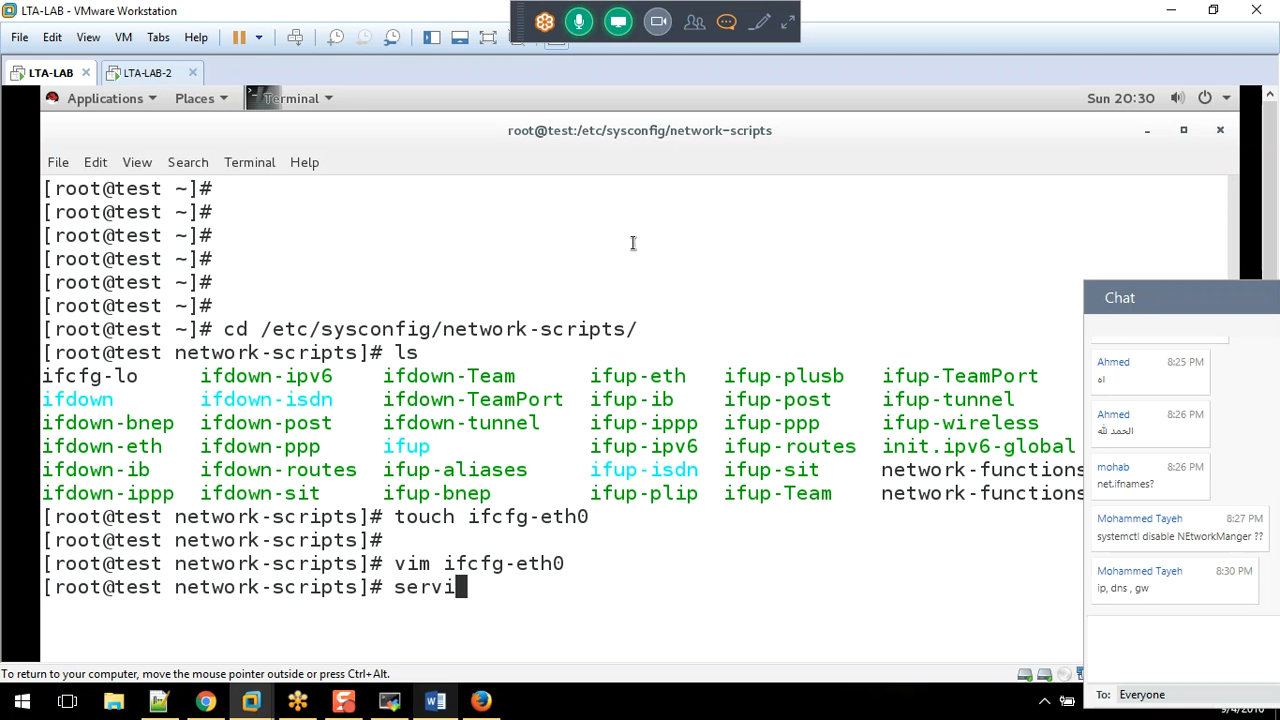 LTA-LAB - VMware Workstation
File Edit View VM Tabs Help
LTA-LAB LTA-LAB-2
Applications Places Terminal Sun 20:30
root@test:/etc/sysconfig/network-scripts
File Edit View Search Terminal Help
[root@test ~]#
[root@test ~]#
[root@test ~]#
[root@test ~]#
[root@test ~]#
[root@test ~]#
[root@test ~]# cd /etc/sysconfig/network-scripts/
[root@test network-scripts]# ls
ifcfg-lo ifdown-ipv6 ifdown-Team ifup-eth ifup-plusb ifup-TeamPort
ifdown ifdown-isdn ifdown-TeamPort ifup-ib ifup-post ifup-tunnel
ifdown-bnep ifdown-post ifdown-tunnel ifup-ippp ifup-ppp ifup-wireless
ifdown-eth ifdown-ppp ifup ifup-ipv6 ifup-routes init.ipv6-global
ifdown-ib ifdown-routes ifup-aliases ifup-isdn ifup-sit network-functions
ifdown-ippp ifdown-sit ifup-bnep ifup-plip ifup-Team network-functions
[root@test network-scripts]# touch ifcfg-eth0
[root@test network-scripts]#
[root@test network-scripts]# vim ifcfg-eth0
[root@test network-scripts]# servi
Chat
Ahmed 8:25 PM
اه
Ahmed 8:26 PM
الحمد لله
mohab 8:26 PM
net.ifnames?
Mohammed Tayeh 8:27 PM
systemctl disable NEtworkManger ??
Mohammed Tayeh 8:30 PM
ip, dns , gw
To: Everyone
To return to your computer, move the mouse pointer outside or press Ctrl+Alt.